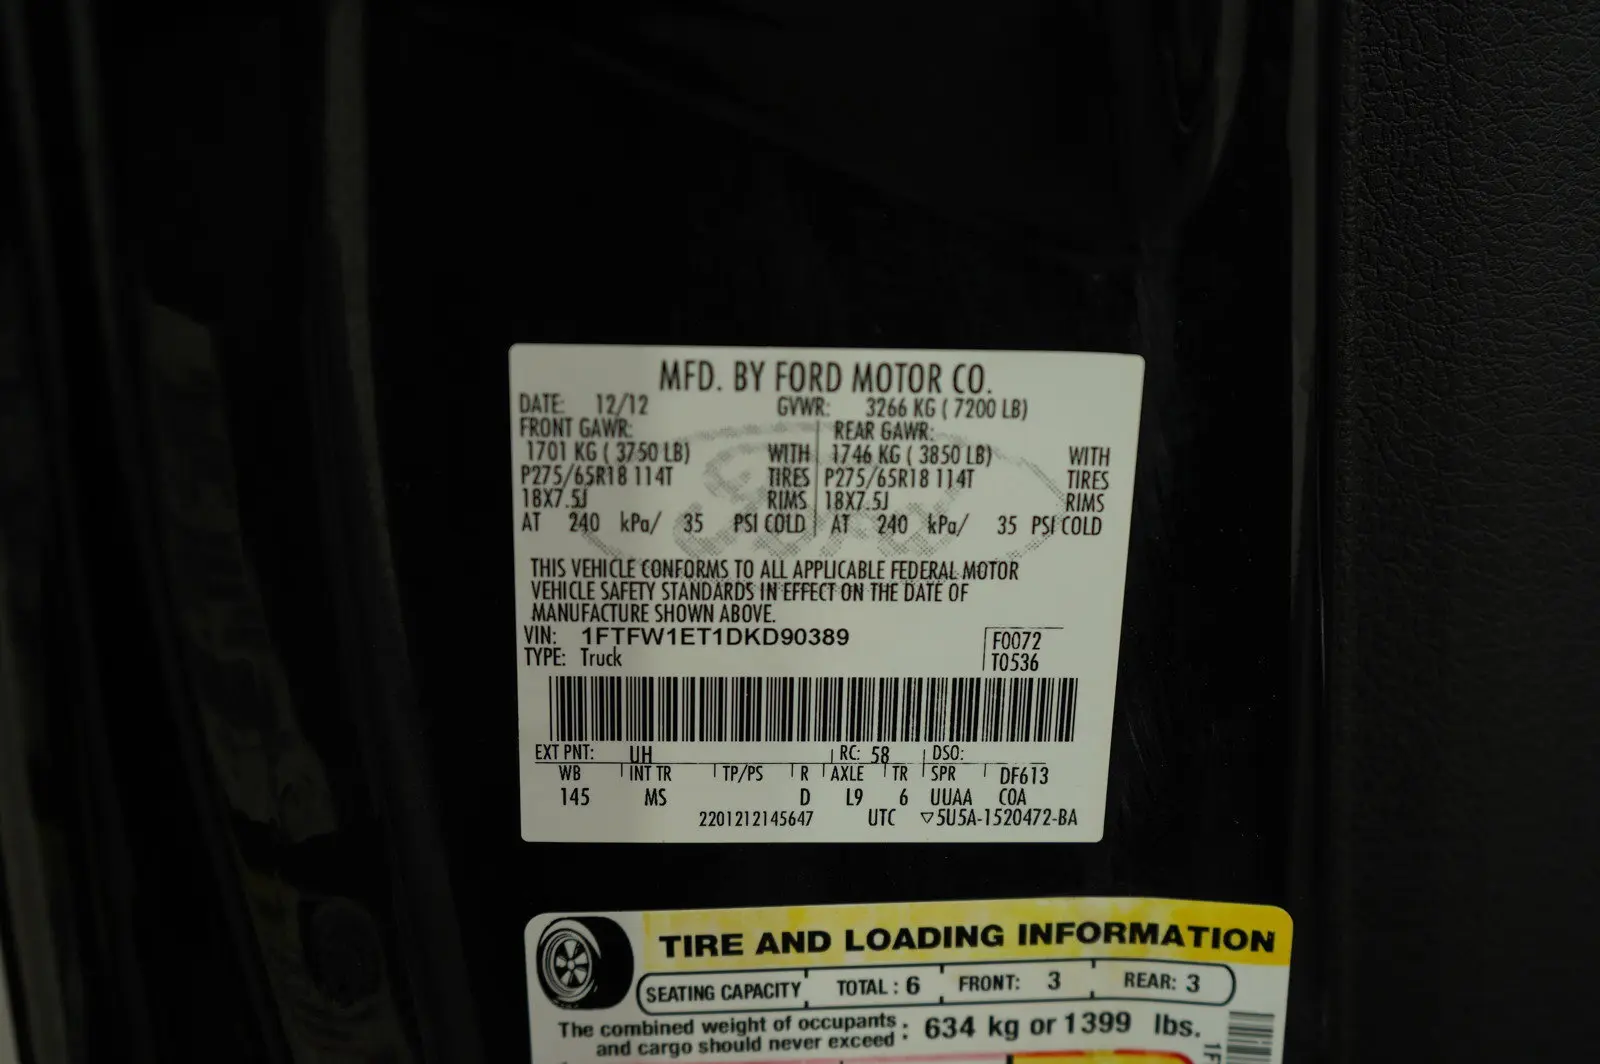 MFD. BY FORD MOTOR CO.
DATE: 12/12 GVWR: 3266 KG ( 7200 LB)
FRONT GAWR: REAR GAWR:
1701 KG ( 3750 LB) WITH 1746 KG ( 3850 LB) WITH
P275/65R18 114T TIRES P275/65R18 114T TIRES
18X7.5J RIMS 18X7.5J RIMS
AT 240 kPa/ 35 PSI COLD AT 240 kPa/ 35 PSI COLD
Ford
THIS VEHICLE CONFORMS TO ALL APPLICABLE FEDERAL MOTOR
VEHICLE SAFETY STANDARDS IN EFFECT ON THE DATE OF
MANUFACTURE SHOWN ABOVE.
VIN: 1FTFW1ET1DKD90389 F0072
TYPE: Truck T0536
EXT PNT: UH RC: 58 DSO:
WB INT TR TP/PS R AXLE TR SPR DF613
145 MS D L9 6 UUAA COA
2201212145647 UTC ▽5U5A-1520472-BA
TIRE AND LOADING INFORMATION
SEATING CAPACITY TOTAL : 6 FRONT: 3 REAR: 3
The combined weight of occupants : 634 kg or 1399 lbs.
and cargo should never exceed :
1F